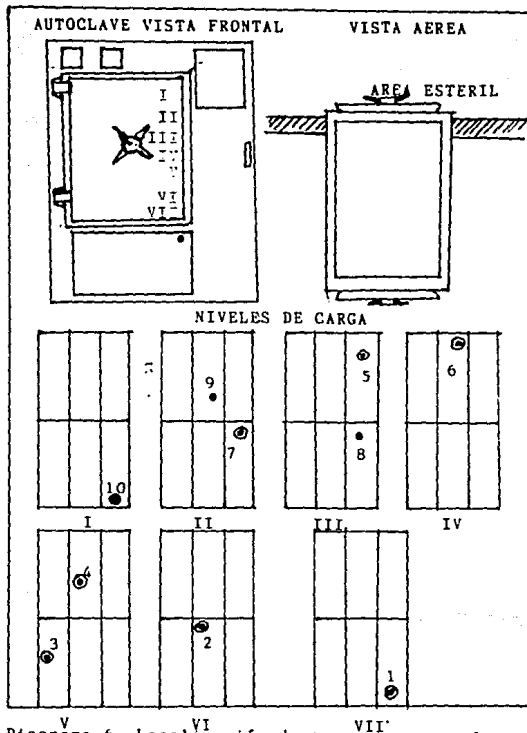 AUTOCLAVE VISTA FRONTAL VISTA AEREA
AREA ESTERIL
I
II
III
VI
NIVELES DE CARGA
9
5
6
7
8
10
I II III IV
4
3
2
1
V VI VII